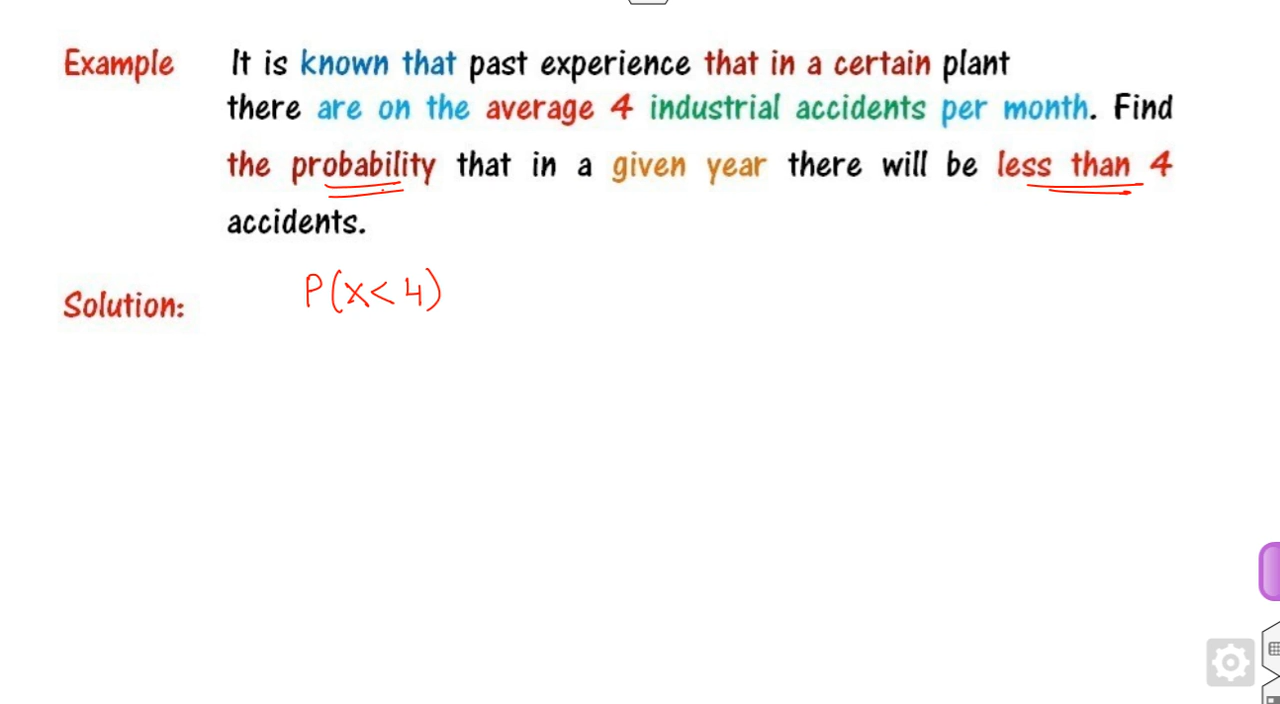 Example It is known that past experience that in a certain plant
there are on the average 4 industrial accidents per month. Find
the probability that in a given year there will be less than 4
accidents.
Solution: P(x<4)